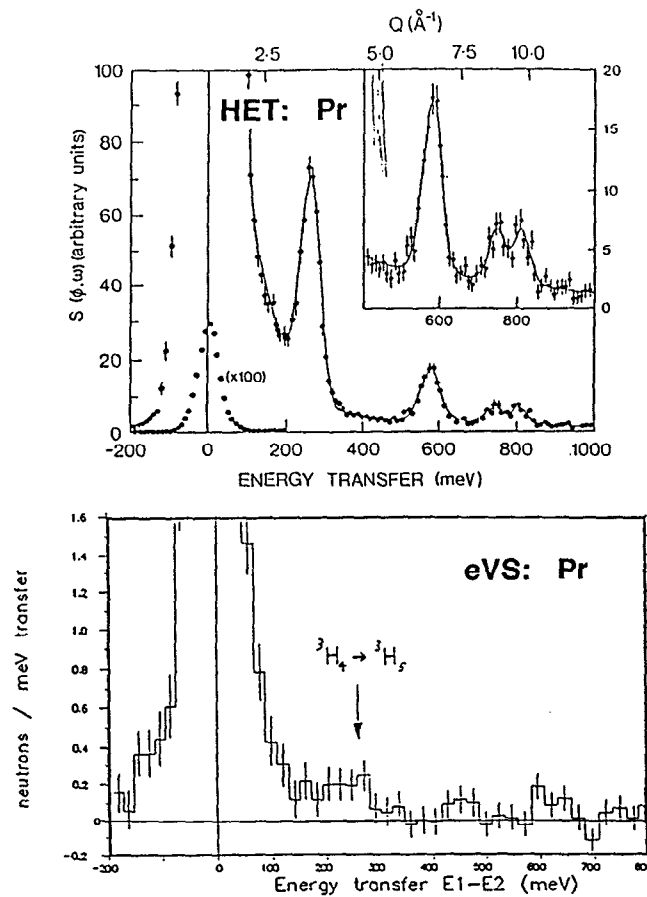 Q (Å⁻¹)
2·5 5·0 7·5 10·0
HET: Pr
100
80
60
40
20
0
S (φ,ω) (arbitrary units)
20
15
10
5
0
600 800
(x100)
-200 0 200 400 600 800 1000
ENERGY TRANSFER (meV)
1.6
1.4
1.2
1.0
0.8
0.6
0.4
0.2
0
-0.2
neutrons / meV transfer
eVS: Pr
³H₄ → ³H₅
-200 -100 0 100 200 300 400 500 600 700
Energy transfer E1-E2 (meV)